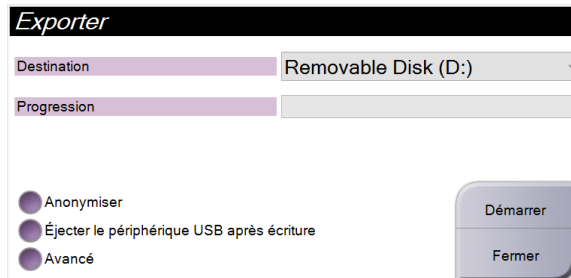 Exporter
Destination
Removable Disk (D:)
Progression
Anonymiser
Éjecter le périphérique USB après écriture
Avancé
Démarrer
Fermer